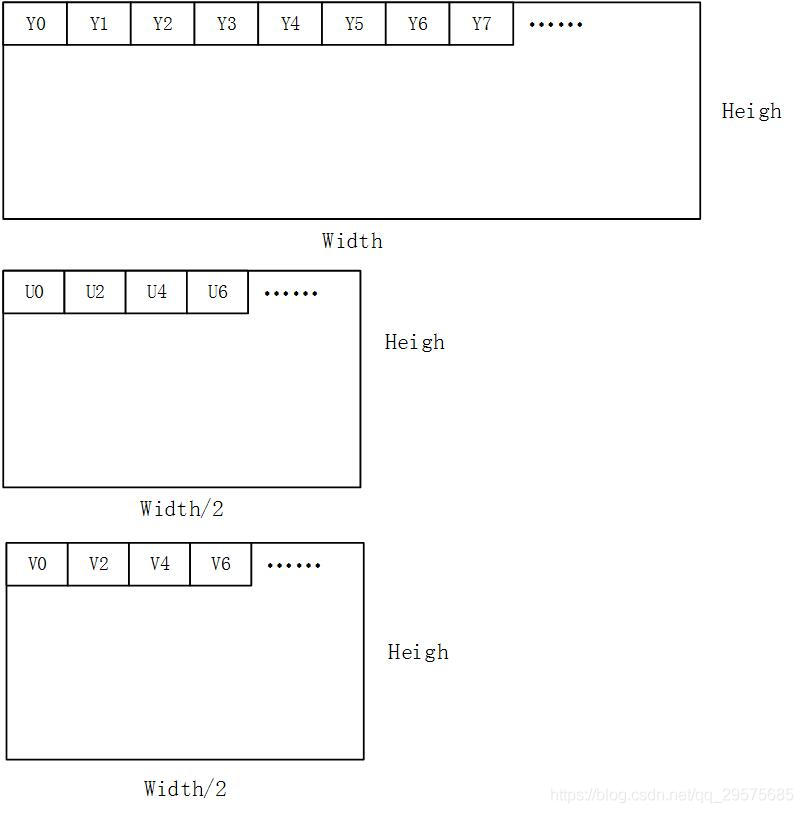 Y0 Y1 Y2 Y3 Y4 Y5 Y6 Y7 ······
Heigh
Width
U0 U2 U4 U6 ······
Heigh
Width/2
V0 V2 V4 V6 ······
Heigh
Width/2
https://blog.csdn.net/qq_29575685